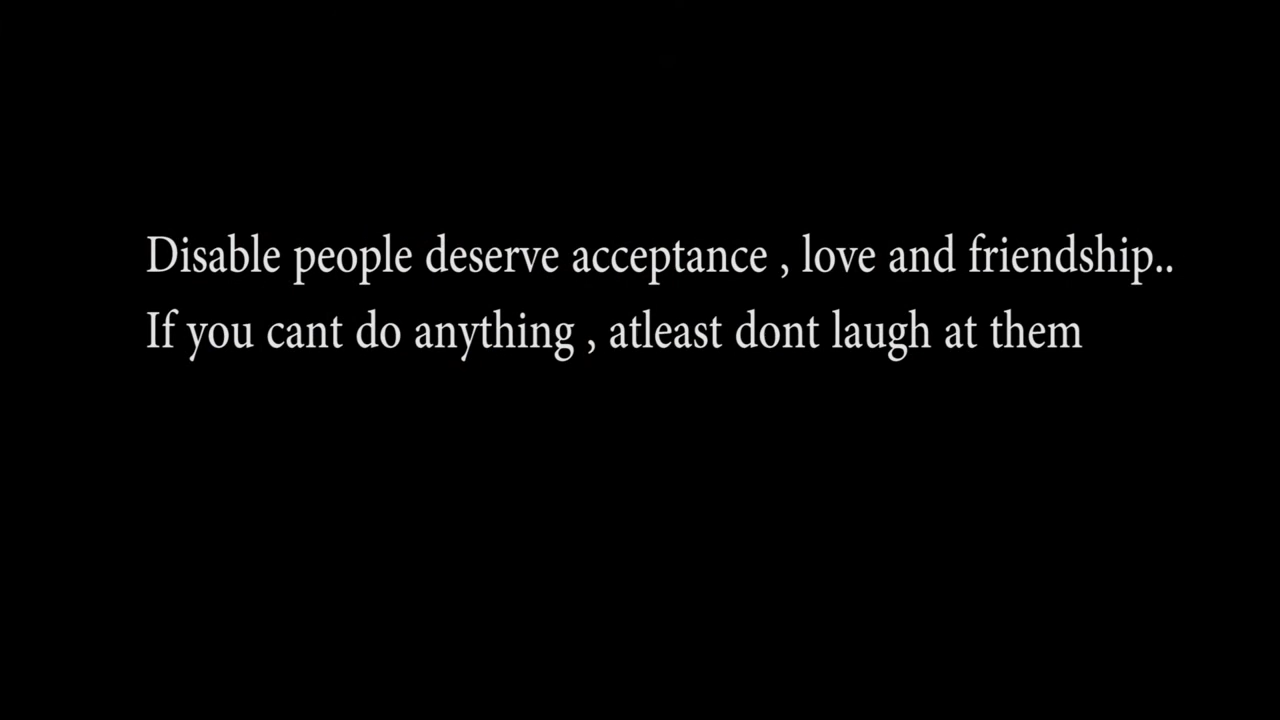 Disable people deserve acceptance , love and friendship..
If you cant do anything , atleast dont laugh at them